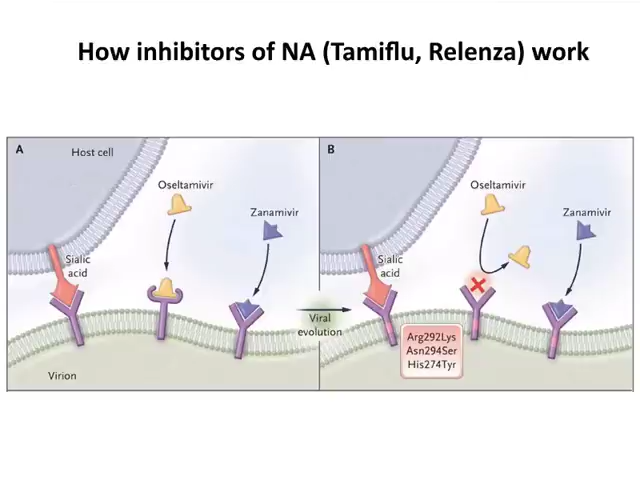 How inhibitors of NA (Tamiflu, Relenza) work
A
Host cell
Oseltamivir
Zanamivir
Sialic
acid
Virion
Viral
evolution
B
Oseltamivir
Zanamivir
Sialic
acid
Arg292Lys
Asn294Ser
His274Tyr